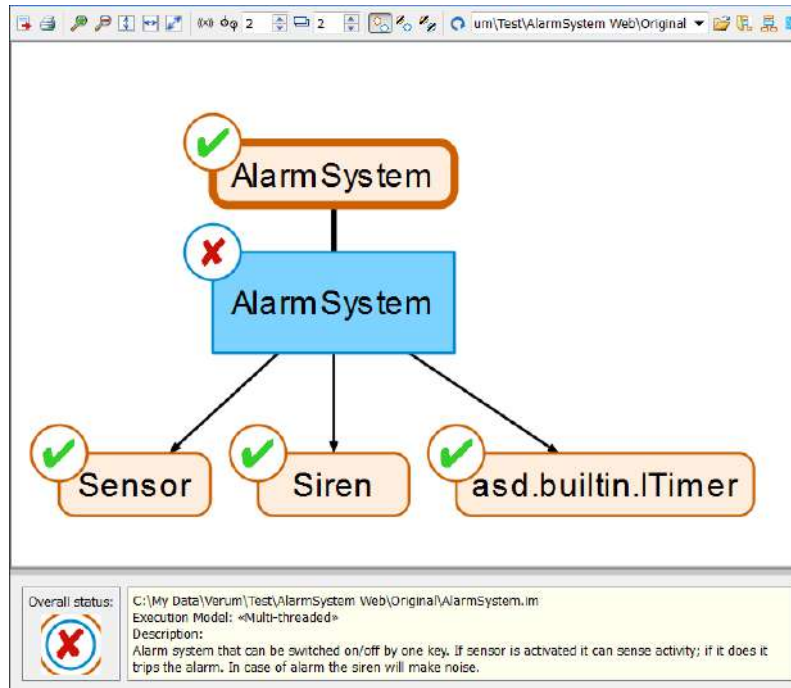 2 2 um\Test\AlarmSystem Web\Original
AlarmSystem
AlarmSystem
Sensor Siren asd.builtin.ITimer
Overall status:
C:\My Data\Verum\Test\AlarmSystem Web\Original\AlarmSystem.im
Execution Model: «Multi-threaded»
Description:
Alarm system that can be switched on/off by one key. If sensor is activated it can sense activity; if it does it
trips the alarm. In case of alarm the siren will make noise.